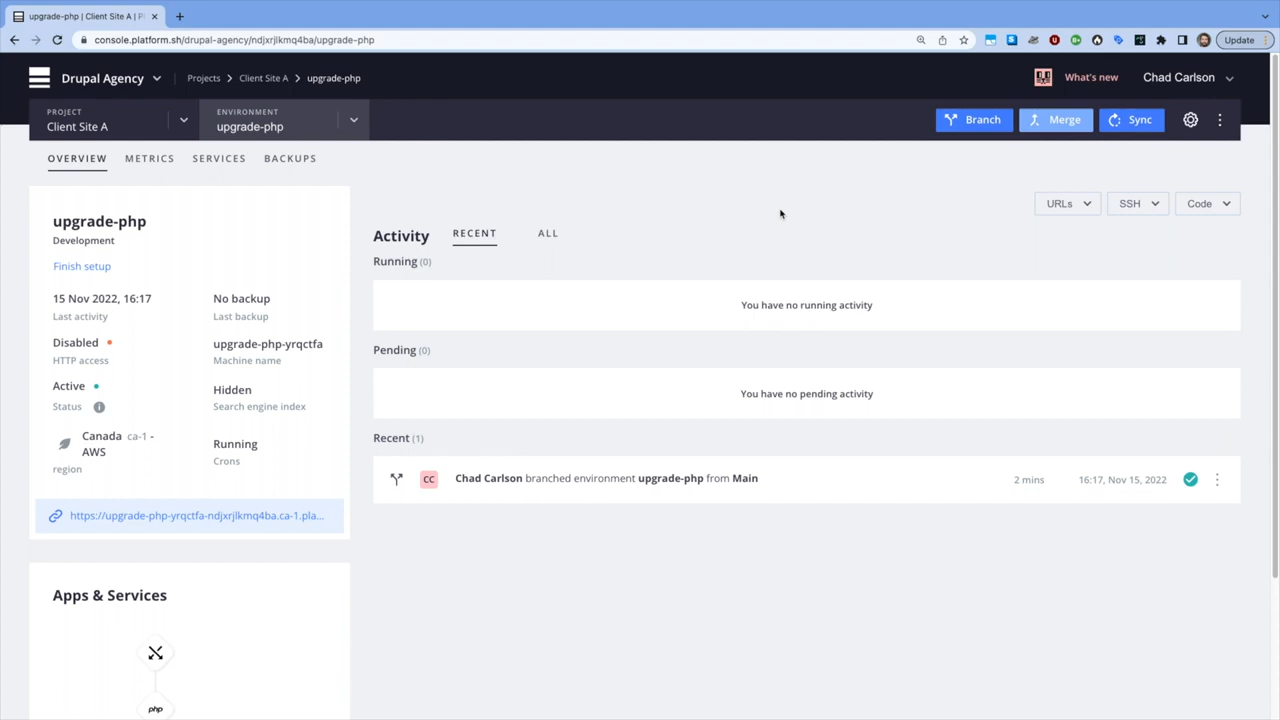 upgrade-php | Client Site A | P
console.platform.sh/drupal-agency/ndjxrjlkmq4ba/upgrade-php
Update
Drupal Agency
Projects > Client Site A > upgrade-php
What's new
Chad Carlson
PROJECT
Client Site A
ENVIRONMENT
upgrade-php
Branch
Merge
Sync
OVERVIEW METRICS SERVICES BACKUPS
URLs
SSH
Code
upgrade-php
Development
Finish setup
15 Nov 2022, 16:17
Last activity
No backup
Last backup
Disabled
HTTP access
upgrade-php-yrqctfa
Machine name
Active
Status
Hidden
Search engine index
Canada ca-1 -
AWS
region
Running
Crons
https://upgrade-php-yrqctfa-ndjxrjlkmq4ba.ca-1.pla...
Apps & Services
php
Activity RECENT ALL
Running (0)
You have no running activity
Pending (0)
You have no pending activity
Recent (1)
CC Chad Carlson branched environment upgrade-php from Main 2 mins 16:17, Nov 15, 2022